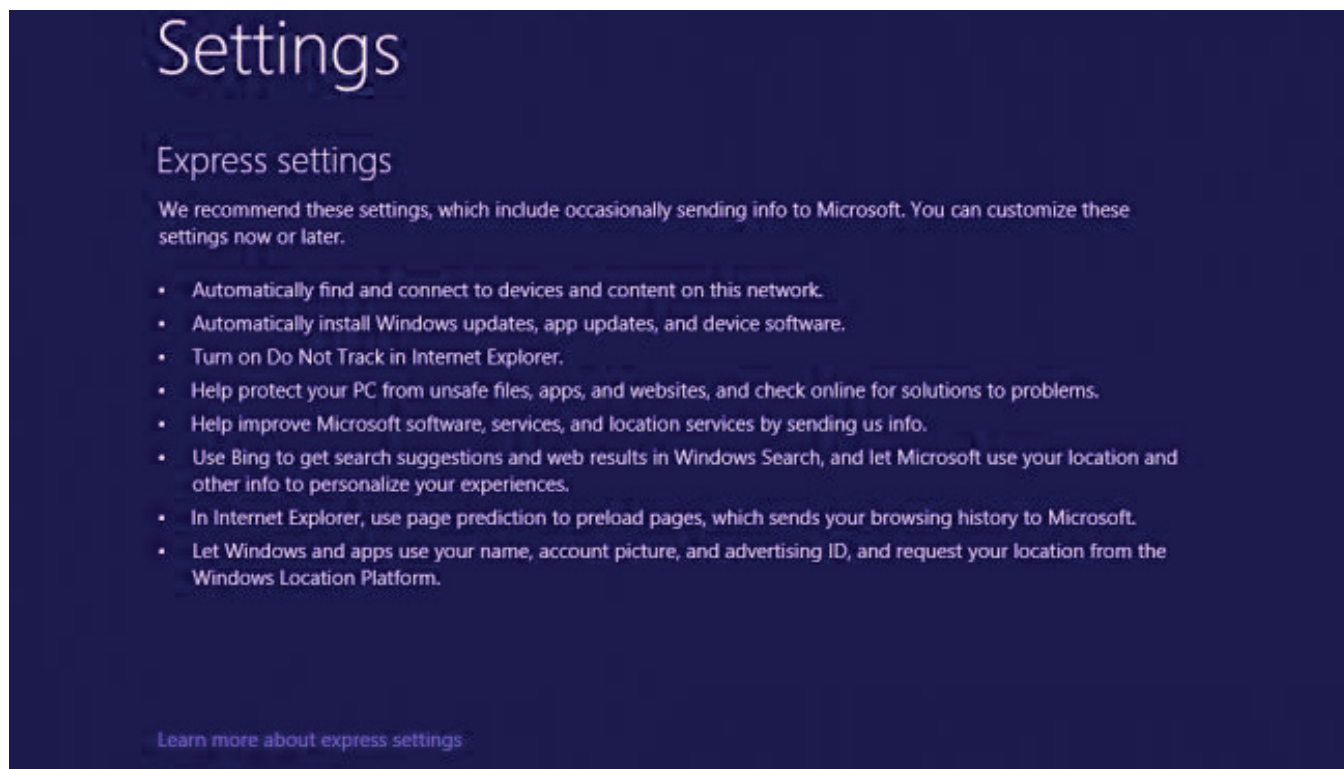 Settings
Express settings
We recommend these settings, which include occasionally sending info to Microsoft. You can customize these
settings now or later.
• Automatically find and connect to devices and content on this network.
• Automatically install Windows updates, app updates, and device software.
• Turn on Do Not Track in Internet Explorer.
• Help protect your PC from unsafe files, apps, and websites, and check online for solutions to problems.
• Help improve Microsoft software, services, and location services by sending us info.
• Use Bing to get search suggestions and web results in Windows Search, and let Microsoft use your location and
other info to personalize your experiences.
• In Internet Explorer, use page prediction to preload pages, which sends your browsing history to Microsoft.
• Let Windows and apps use your name, account picture, and advertising ID, and request your location from the
Windows Location Platform.
Learn more about express settings